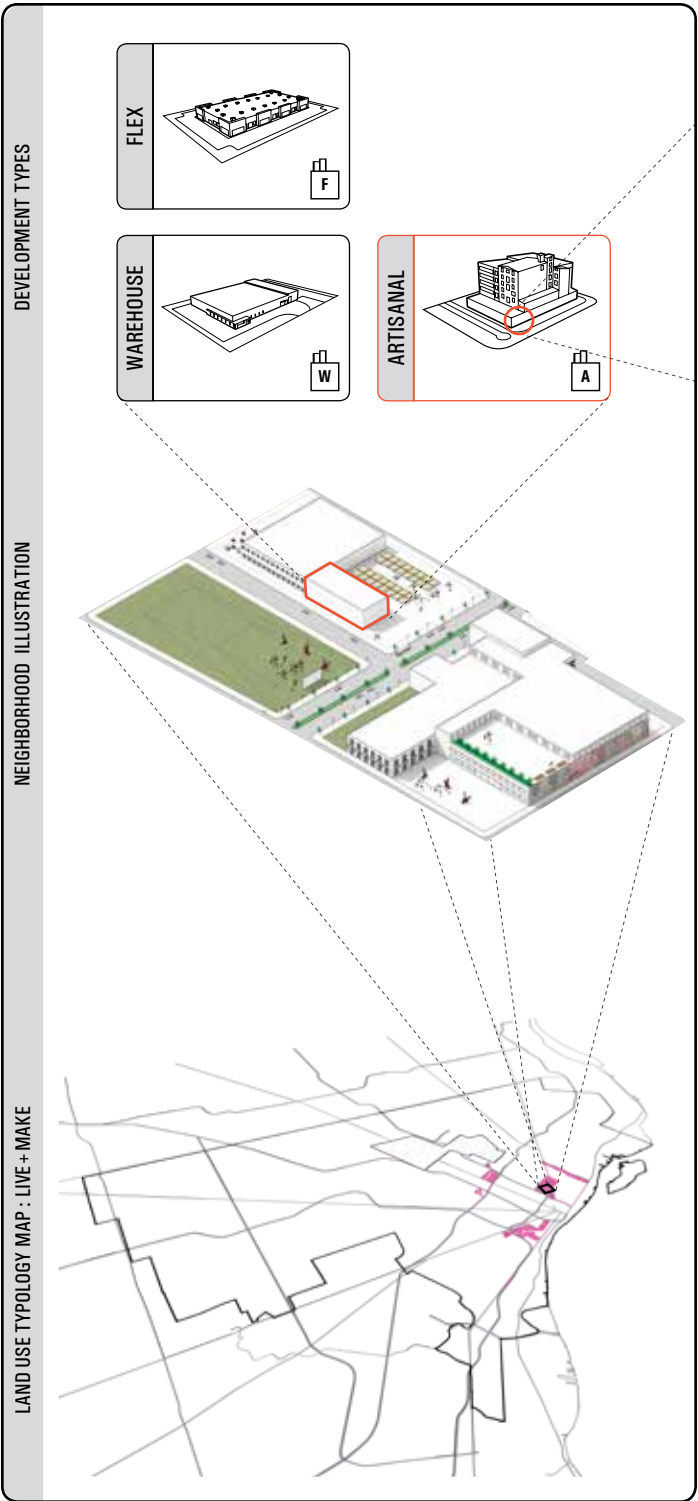 DEVELOPMENT TYPES
FLEX
F
WAREHOUSE
W
ARTISANAL
A
NEIGHBORHOOD ILLUSTRATION
LAND USE TYPOLOGY MAP : LIVE + MAKE